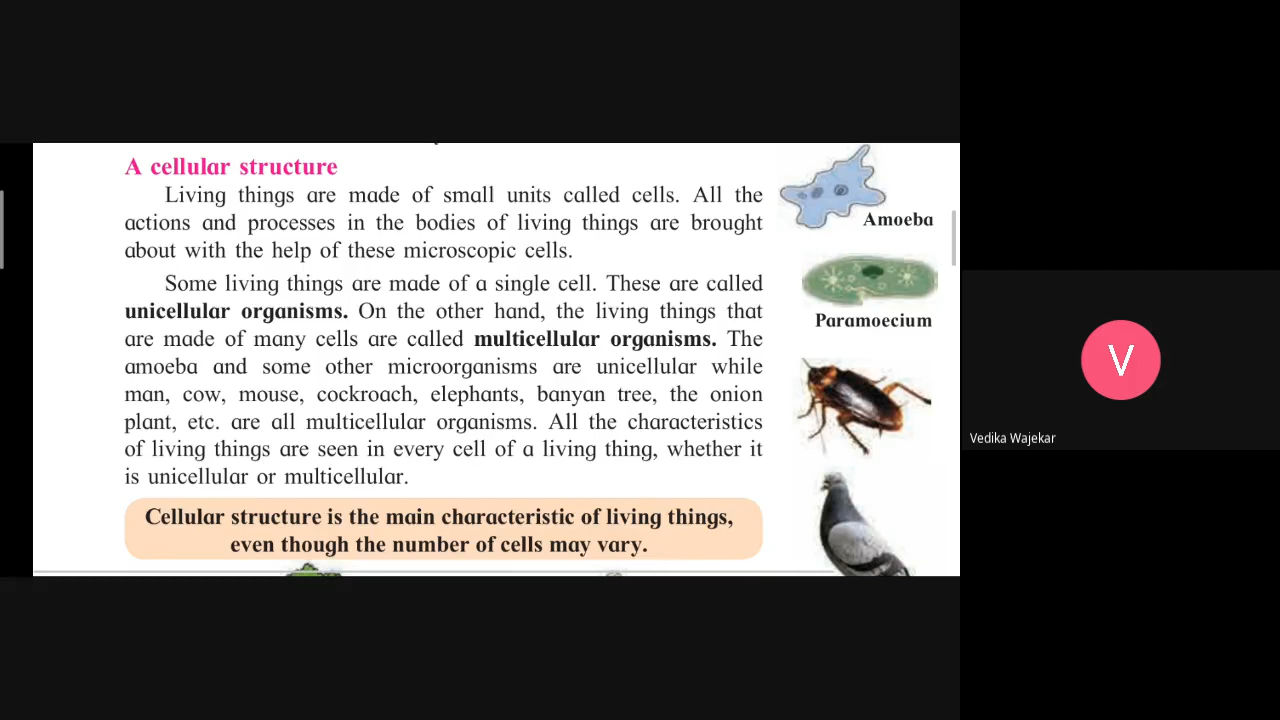 A cellular structure
Living things are made of small units called cells. All the
actions and processes in the bodies of living things are brought
about with the help of these microscopic cells.
Some living things are made of a single cell. These are called
unicellular organisms. On the other hand, the living things that
are made of many cells are called multicellular organisms. The
amoeba and some other microorganisms are unicellular while
man, cow, mouse, cockroach, elephants, banyan tree, the onion
plant, etc. are all multicellular organisms. All the characteristics
of living things are seen in every cell of a living thing, whether it
is unicellular or multicellular.
Cellular structure is the main characteristic of living things,
even though the number of cells may vary.
Amoeba
Paramoecium
V
Vedika Wajekar